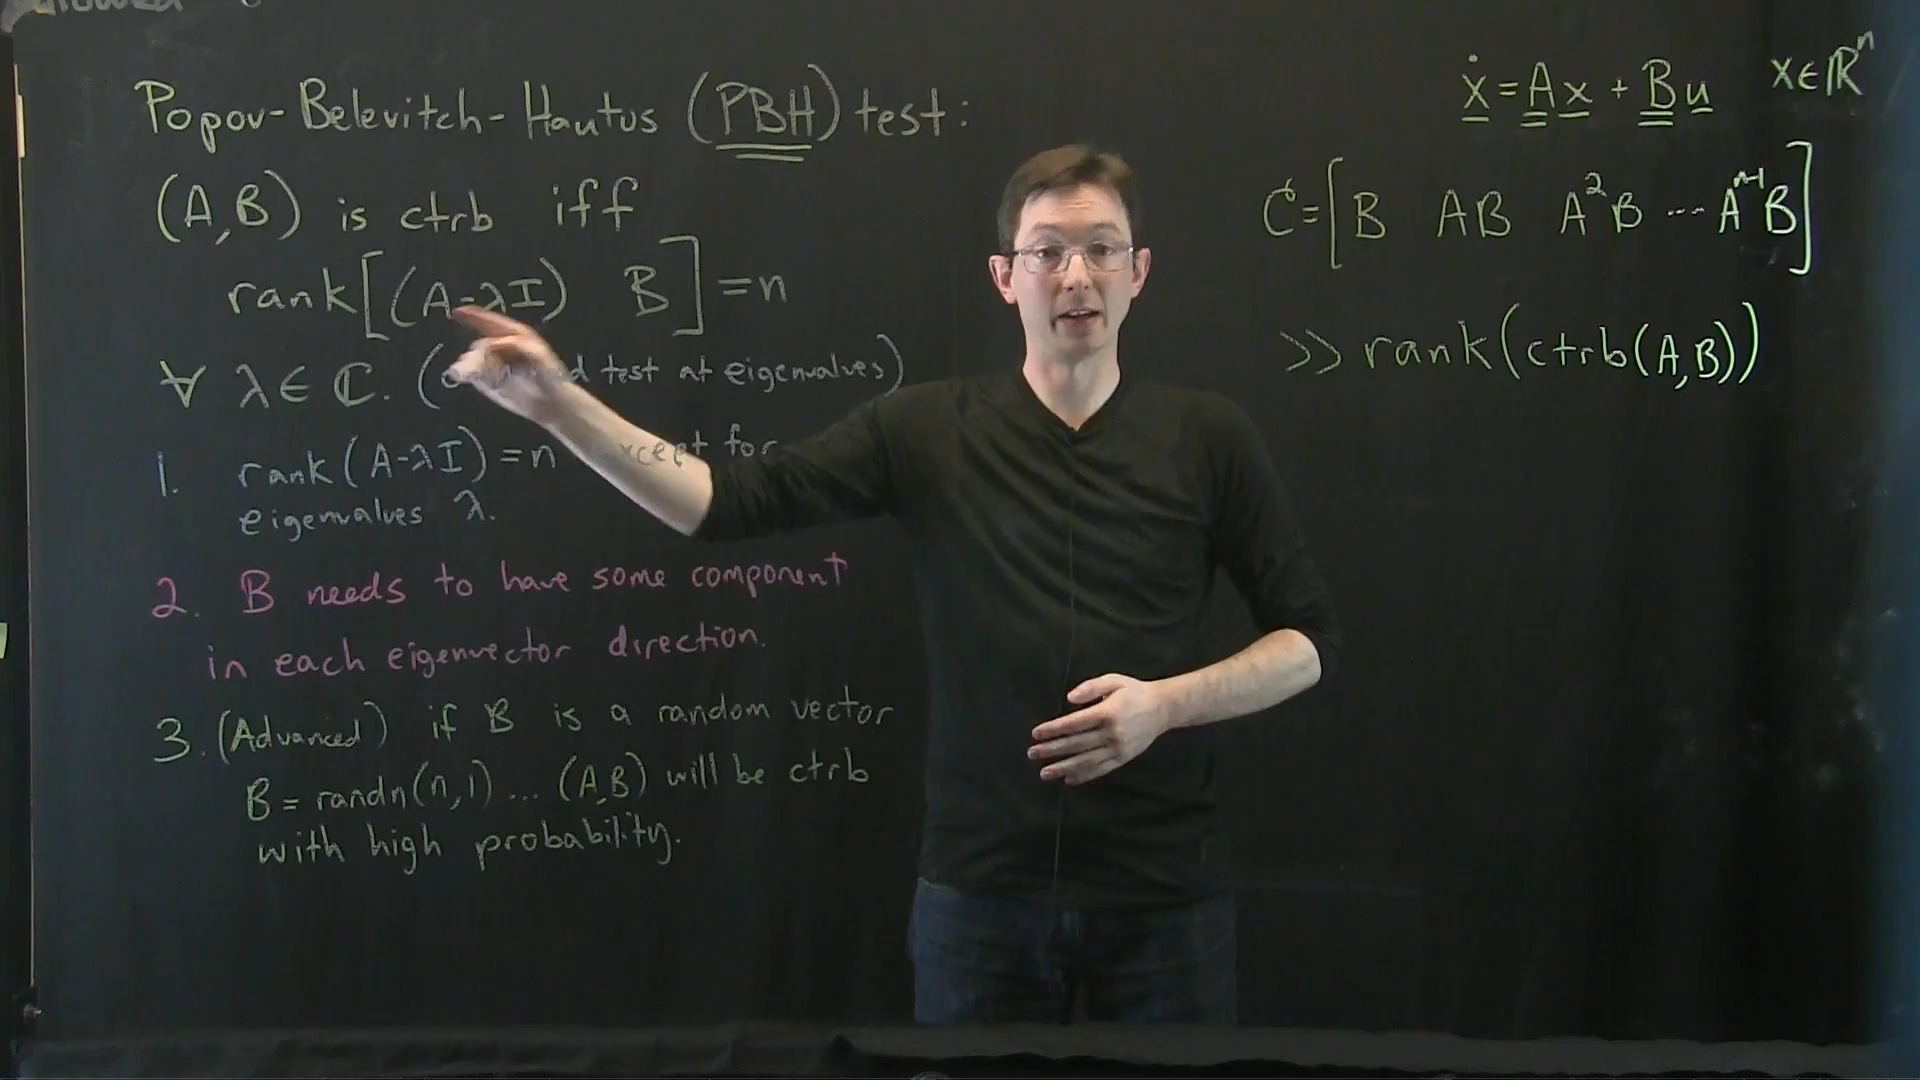 Popov-Belevitch-Hautus (PBH) test:
(A,B) is ctrb iff
rank[(A-λI) B] = n
∀ λ∈ℂ. ( test at eigenvalues)
1. rank(A-λI) = n except for
eigenvalues λ.
2. B needs to have some component
in each eigenvector direction.
3. (Advanced) if B is a random vector
B = randn(n,1) ... (A,B) will be ctrb
with high probability.
ẋ = Ax + Bu x∈ℝⁿ
C = [B AB A²B ··· Aⁿ⁻¹B]
>> rank(ctrb(A,B))